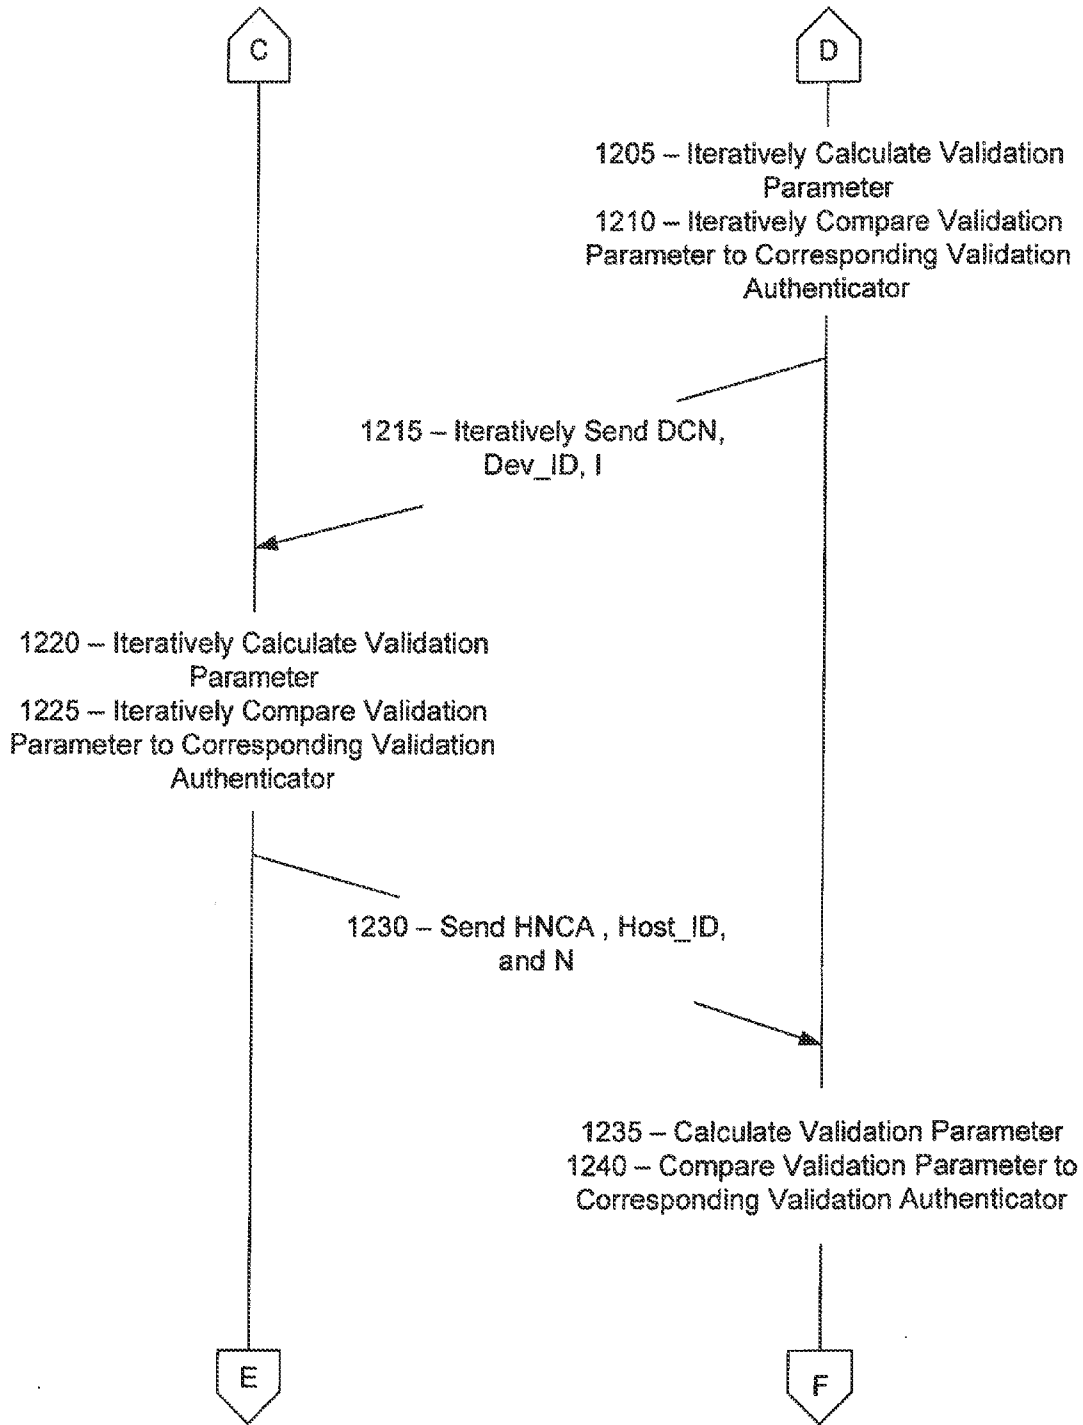 C
D
1205 – Iteratively Calculate Validation
Parameter
1210 – Iteratively Compare Validation
Parameter to Corresponding Validation
Authenticator
1215 – Iteratively Send DCN,
Dev_ID, I
1220 – Iteratively Calculate Validation
Parameter
1225 – Iteratively Compare Validation
Parameter to Corresponding Validation
Authenticator
1230 – Send HNCA , Host_ID,
and N
1235 – Calculate Validation Parameter
1240 – Compare Validation Parameter to
Corresponding Validation Authenticator
E
F